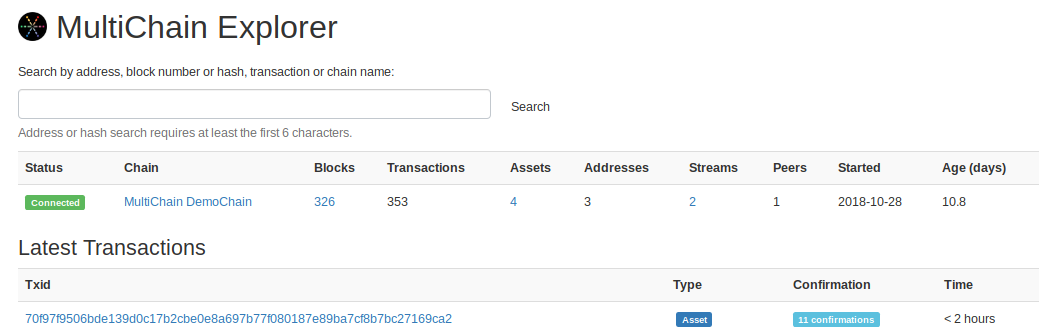 MultiChain Explorer
Search by address, block number or hash, transaction or chain name:
Search
Address or hash search requires at least the first 6 characters.
Status Chain Blocks Transactions Assets Addresses Streams Peers Started Age (days)
Connected MultiChain DemoChain 326 353 4 3 2 1 2018-10-28 10.8
Latest Transactions
Txid Type Confirmation Time
70f97f9506bde139d0c17b2cbe0e8a697b77f080187e89ba7cf8b7bc27169ca2 Asset 11 confirmations < 2 hours